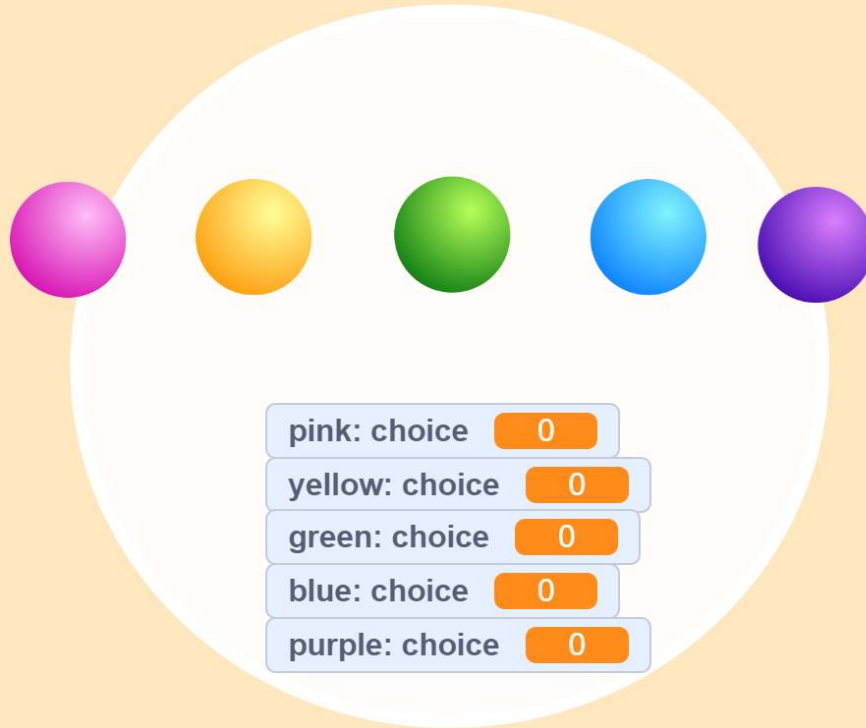 pink: choice 0
yellow: choice 0
green: choice 0
blue: choice 0
purple: choice 0